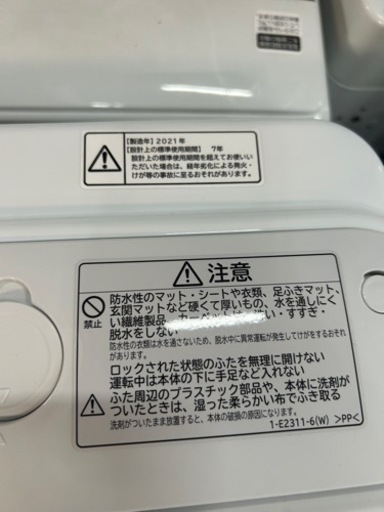 【製造年】2021年
【設計上の標準使用期間】 7年
設計上の標準使用期間を超えてお使いい
ただいた場合は、経年劣化による発火・
けが等の事故に至るおそれがあります。
注意
禁止
防水性のマット・シートや衣類、足ふきマット、
玄関マットなど硬くて厚いもの、水を通しにく
い繊維製品 い・すすぎ・
脱水をしない
防水性の衣類は水を通さないため、脱水中に異常運転が発生してけがをするおそれ
があります。
ロックされた状態のふたを無理に開けない
運転中は本体の下に手足など入れない
ふた周辺のプラスチック部品や、本体に洗剤が
ついたときは、湿った柔らかい布でふき取る
洗剤がついたまま放置すると、本体の破損の原因になります。
1-E2311-6(W) >PP<